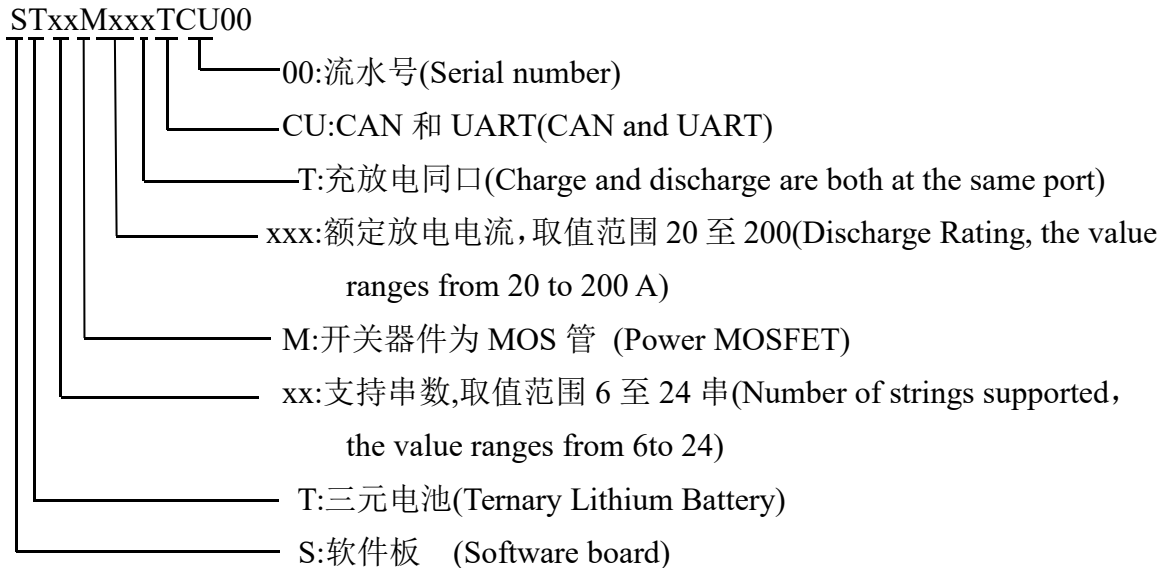 STxxMxxxTCU00
00:流水号(Serial number)
CU:CAN 和 UART(CAN and UART)
T:充放电同口(Charge and discharge are both at the same port)
xxx:额定放电电流,取值范围 20 至 200(Discharge Rating, the value
ranges from 20 to 200 A)
M:开关器件为 MOS 管 (Power MOSFET)
xx:支持串数,取值范围 6 至 24 串(Number of strings supported,
the value ranges from 6to 24)
T:三元电池(Ternary Lithium Battery)
S:软件板 (Software board)